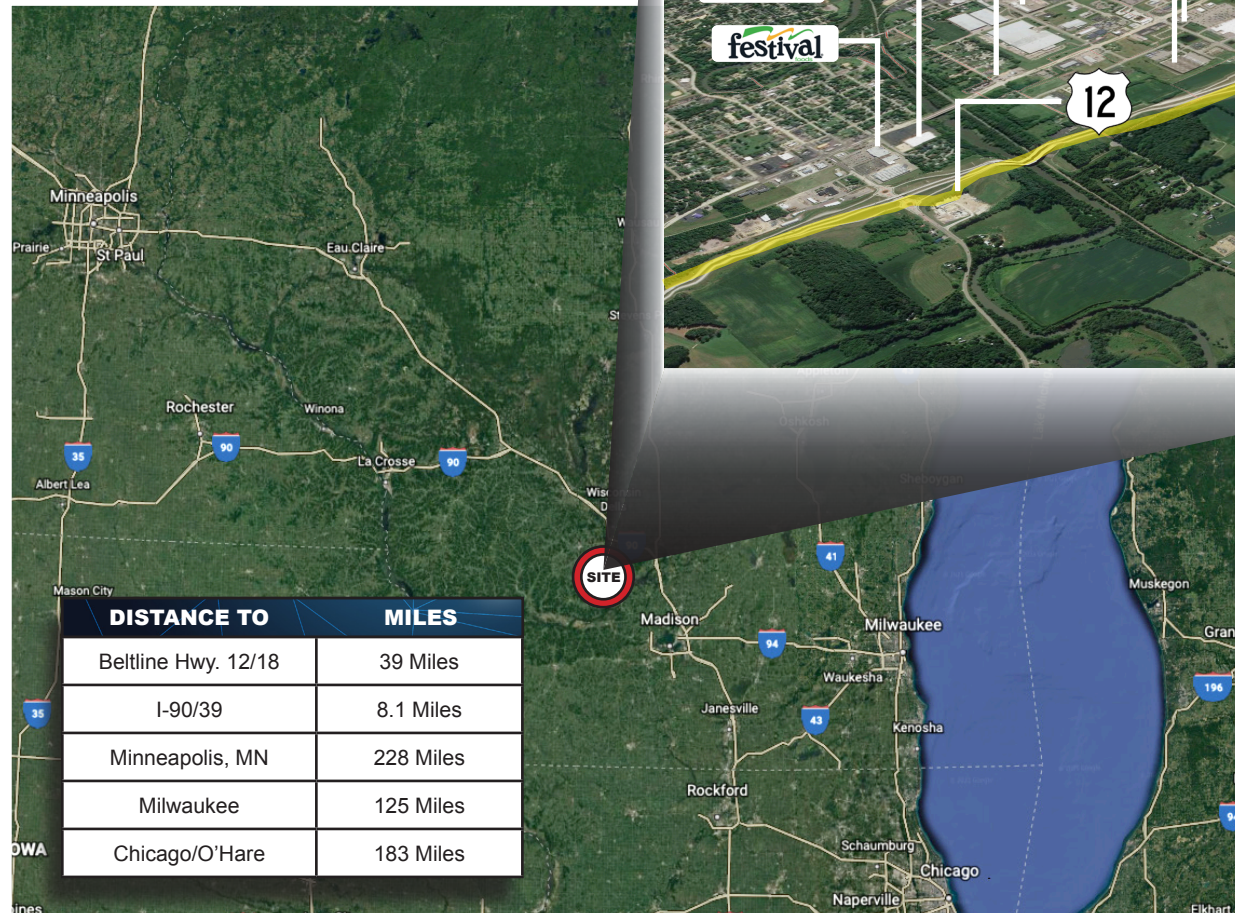 festival
foods
12
Minneapolis
Prairie
St Paul
Eau Claire
Rochester
Winona
35
90
La Crosse
90
Albert Lea
Oshkosh
Sheboygan
SITE
41
Mason City
Madison
Milwaukee
Muskegon
94
Waukesha
Gran
196
35
Janesville
43
Kenosha
Rockford
OWA
Schaumburg
Chicago
Naperville
Elkhart
ines
DISTANCE TO MILES
Beltline Hwy. 12/18 39 Miles
I-90/39 8.1 Miles
Minneapolis, MN 228 Miles
Milwaukee 125 Miles
Chicago/O'Hare 183 Miles